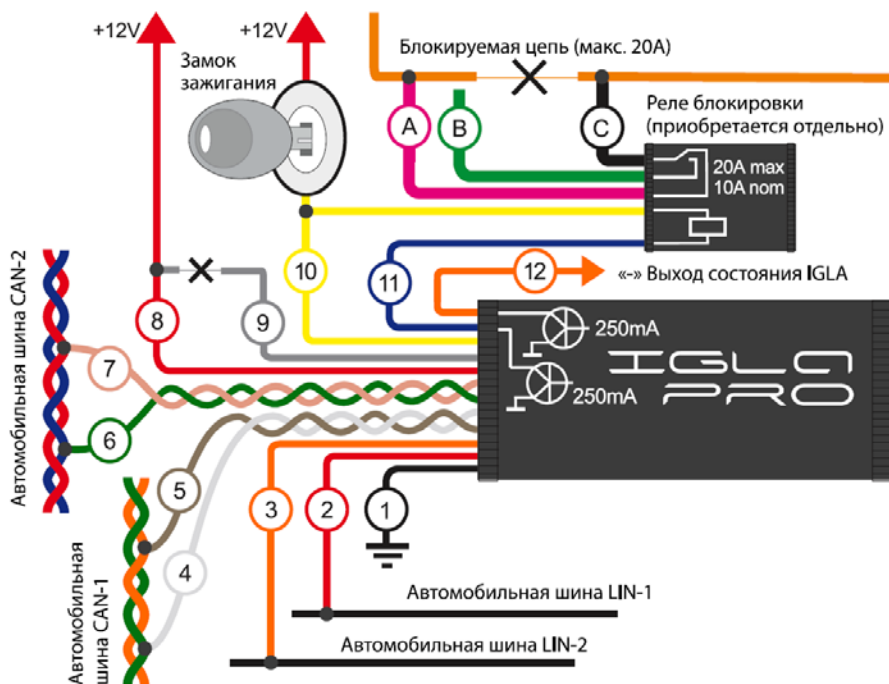 +12V
+12V
Замок
зажигания
Блокируемая цепь (макс. 20А)
A
B
C
Реле блокировки
(приобретается отдельно)
20A max
10A nom
Автомобильная шина CAN-2
8
9
10
11
12
«-» Выход состояния IGLA
7
6
250mA
250mA
IGLA
PRO
5
4
3
2
1
Автомобильная
шина CAN-1
Автомобильная шина LIN-1
Автомобильная шина LIN-2